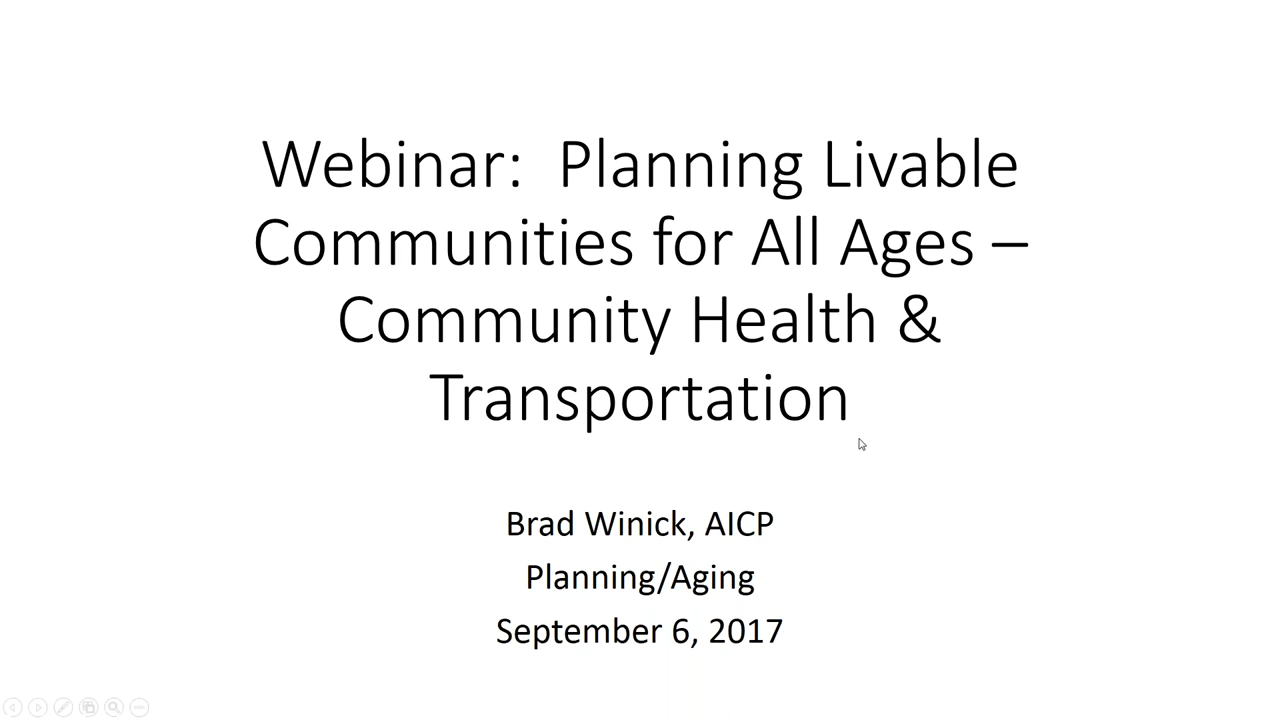 Webinar:  Planning Livable
Communities for All Ages –
Community Health &
Transportation
Brad Winick, AICP
Planning/Aging
September 6, 2017